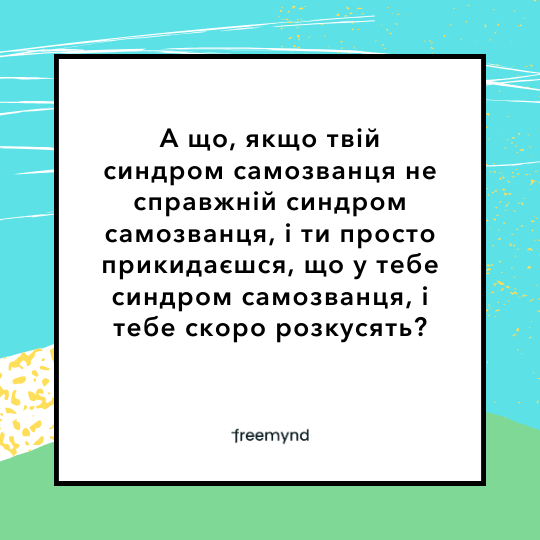 А що, якщо твій
синдром самозванця не
справжній синдром
самозванця, і ти просто
прикидаєшся, що у тебе
синдром самозванця, і
тебе скоро розкусять?
freemynd